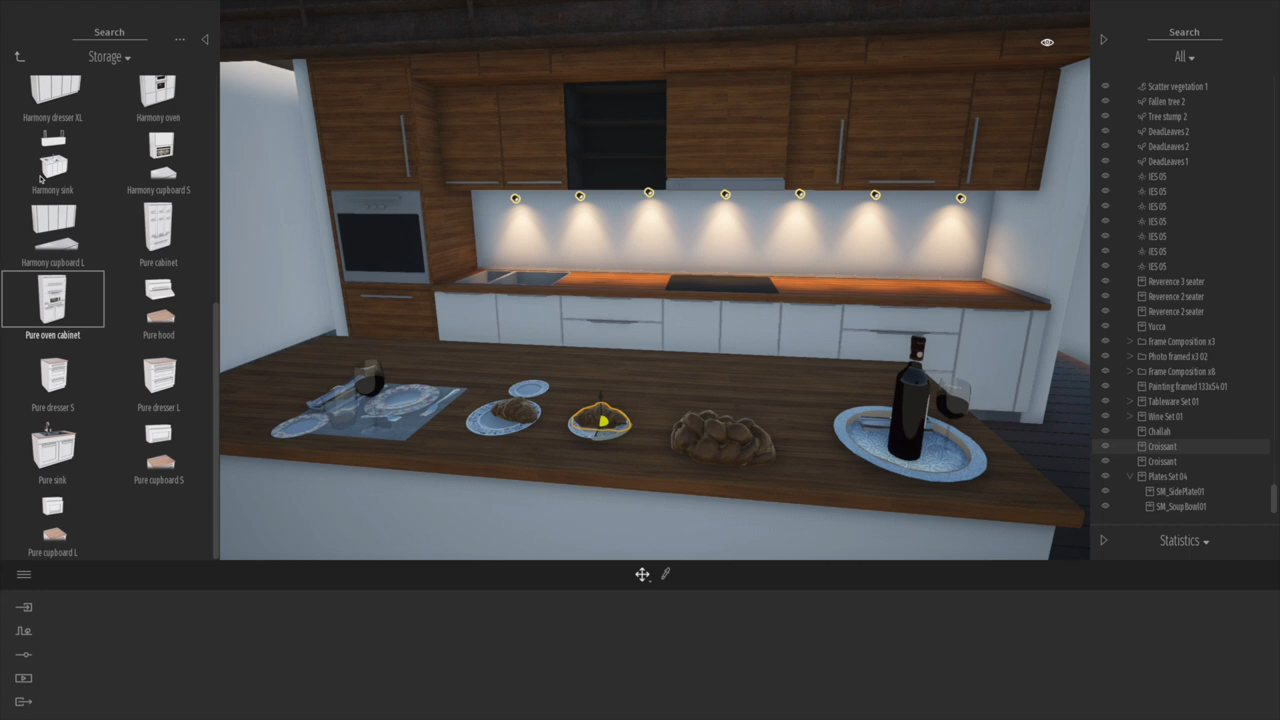 Search
...
Storage
Harmony dresser XL
Harmony oven
Harmony sink
Harmony cupboard S
Harmony cupboard L
Pure cabinet
Pure oven cabinet
Pure hood
Pure dresser S
Pure dresser L
Pure sink
Pure cupboard S
Pure cupboard L
Search
All
Scatter vegetation 1
Fallen tree 2
Tree stump 2
DeadLeaves 2
DeadLeaves 2
DeadLeaves 1
IES 05
IES 05
IES 05
IES 05
IES 05
IES 05
IES 05
Reverence 3 seater
Reverence 2 seater
Reverence 2 seater
Yucca
Frame Composition x3
Photo framed x3 02
Frame Composition x8
Painting framed 133x54 01
Tableware Set 01
Wine Set 01
Challah
Croissant
Croissant
Plates Set 04
SM_SidePlate01
SM_SoupBowl01
Statistics